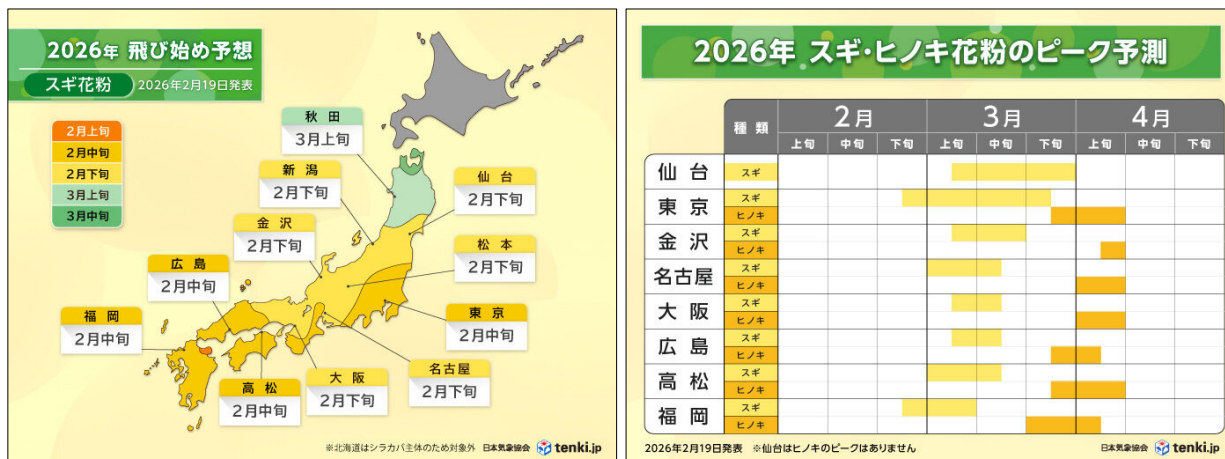 2026年 飛び始め予想
スギ花粉 2026年2月19日発表
2月上旬
2月中旬
2月下旬
3月上旬
3月中旬
秋田
3月上旬
新潟
2月下旬
仙台
2月下旬
金沢
2月下旬
松本
2月下旬
広島
2月中旬
福岡
2月中旬
東京
2月中旬
高松
2月中旬
大阪
2月下旬
名古屋
2月下旬
※北海道はシラカバ主体のため対象外 日本気象協会 tenki.jp
2026年 スギ・ヒノキ花粉のピーク予測
種類 2月 3月 4月
上旬 中旬 下旬 上旬 中旬 下旬 上旬 中旬 下旬
仙台 スギ
東京 スギ
ヒノキ
金沢 スギ
ヒノキ
名古屋 スギ
ヒノキ
大阪 スギ
ヒノキ
広島 スギ
ヒノキ
高松 スギ
ヒノキ
福岡 スギ
ヒノキ
2026年2月19日発表 ※仙台はヒノキのピークはありません 日本気象協会 tenki.jp